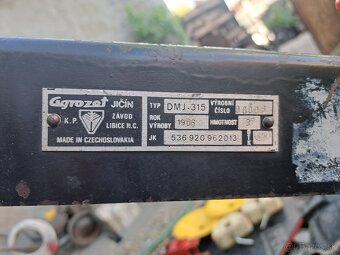 agrozet JIČÍN
K.P. ZÁVOD
LIBICE N.C.
MADE IN CZECHOSLOVAKIA
TYP DMJ-315 VÝROBNÍ ČÍSLO
ROK VÝROBY HMOTNOST
JK 536 920 962013